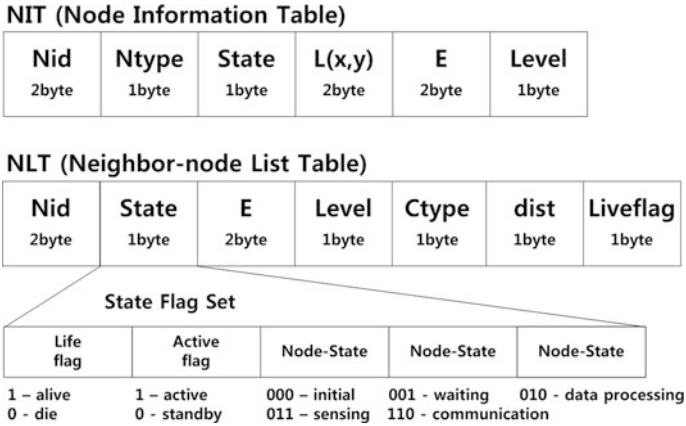 NIT (Node Information Table)
Nid Ntype State L(x,y) E Level
2byte 1byte 1byte 2byte 2byte 1byte
NLT (Neighbor-node List Table)
Nid State E Level Ctype dist Liveflag
2byte 1byte 2byte 1byte 1byte 1byte 1byte
State Flag Set
Life flag Active flag Node-State Node-State Node-State
1 – alive 1 – active 000 – initial 001 - waiting 010 - data processing
0 - die 0 - standby 011 – sensing 110 - communication